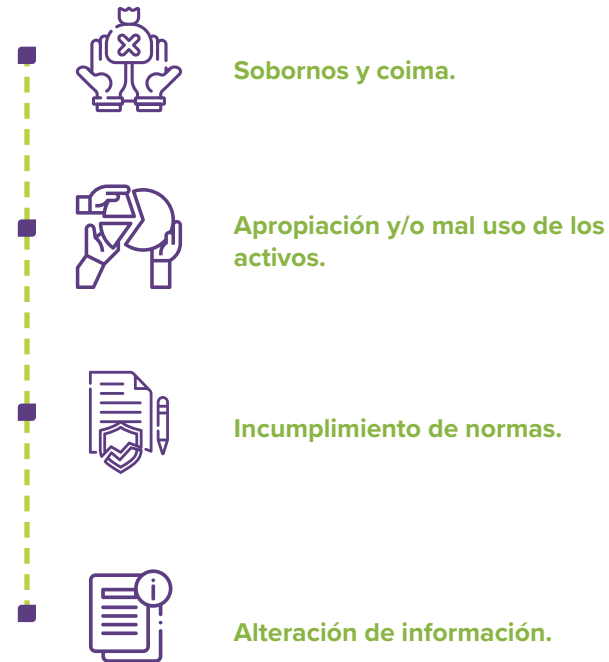 Sobornos y coima.
Apropiación y/o mal uso de los
activos.
Incumplimiento de normas.
Alteración de información.